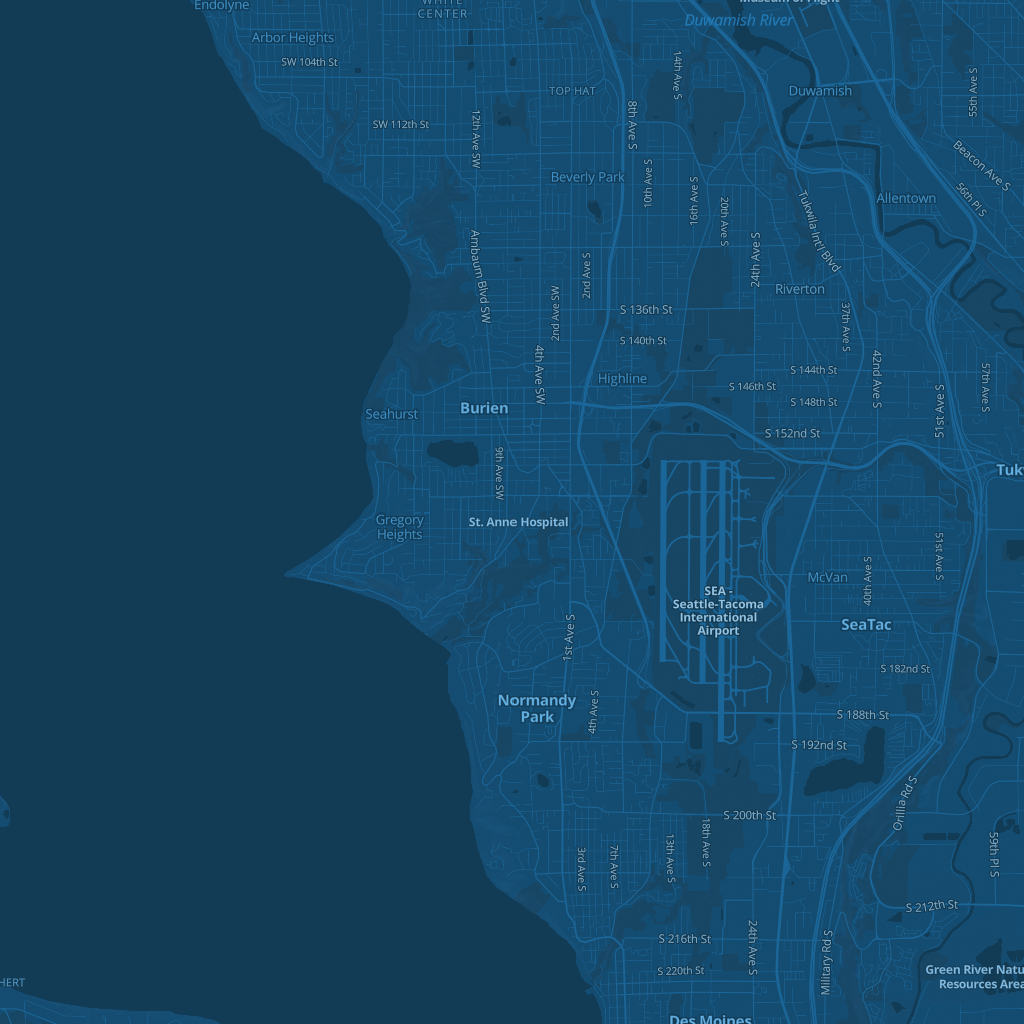 Endolyne
WHITE
CENTER
Museum of Flight
Duwamish River
Arbor Heights
SW 104th St
14th Ave S
55th Ave S
TOP HAT
Duwamish
8th Ave S
SW 112th St
12th Ave SW
Beacon Ave S
Beverly Park
10th Ave S
16th Ave S
20th Ave S
56th Pl S
Allentown
Tukwila Int'l Blvd
24th Ave S
Ambaum Blvd SW
2nd Ave S
Riverton
2nd Ave SW
S 136th St
37th Ave S
S 140th St
4th Ave SW
42nd Ave S
57th Ave S
S 144th St
Highline
S 146th St
51st Ave S
S 148th St
Seahurst
Burien
S 152nd St
9th Ave SW
Tukw
Gregory
Heights
St. Anne Hospital
51st Ave S
McVan
40th Ave S
SEA -
Seattle-Tacoma
International
Airport
SeaTac
1st Ave S
S 182nd St
Normandy
Park
4th Ave S
S 188th St
S 192nd St
Orillia Rd S
S 200th St
18th Ave S
13th Ave S
59th Pl S
3rd Ave S
7th Ave S
S 212th St
S 216th St
24th Ave S
Military Rd S
S 220th St
Green River Natu
Resources Area
HERT
Des Moines